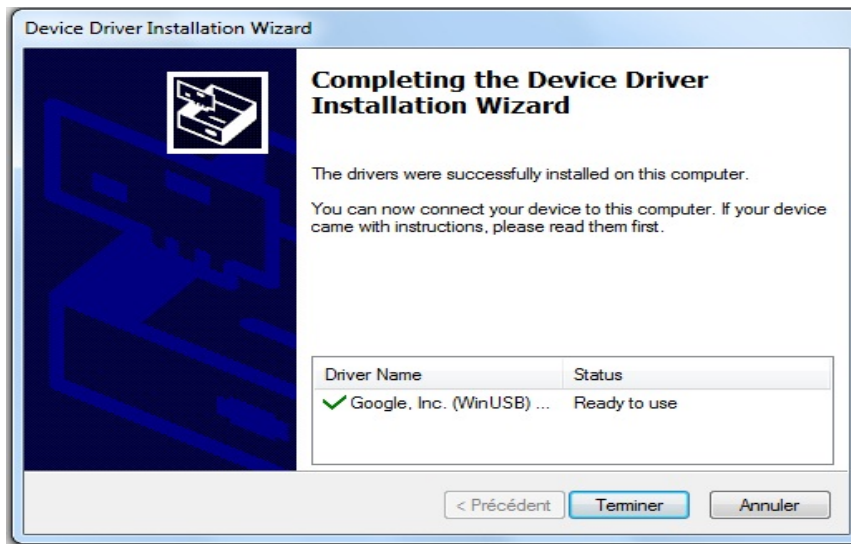 Device Driver Installation Wizard
Completing the Device Driver
Installation Wizard
The drivers were successfully installed on this computer.
You can now connect your device to this computer. If your device
came with instructions, please read them first.
Driver Name Status
Google, Inc. (WinUSB) ... Ready to use
< Précédent Terminer Annuler